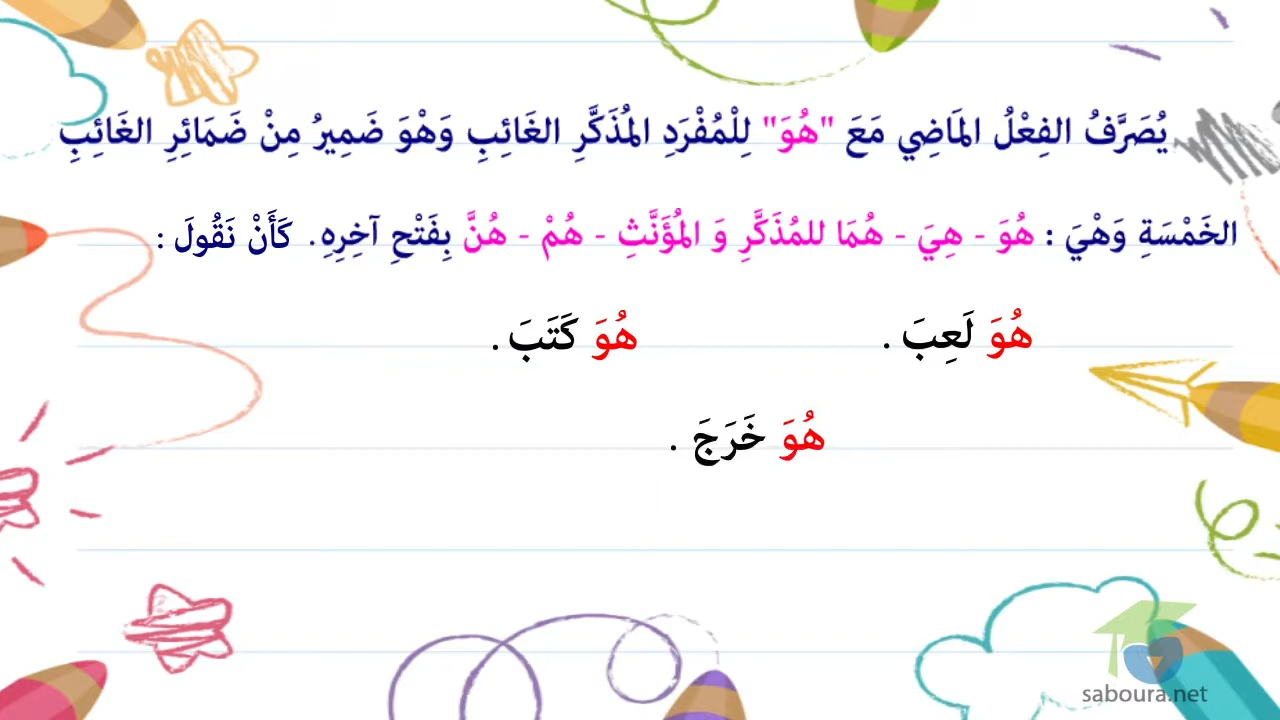 يُصَرَّفُ الفِعْلُ المَاضِي مَعَ "هُوَ" لِلْمُفْرَدِ المُذَكَّرِ الغَائِبِ وَهْوَ ضَمِيرُ مِنْ ضَمَائِرِ الغَائِبِ
الخَمْسَةِ وَهْيَ : هُوَ - هِيَ - هُمَا للمُذَكَّرِ وَ المُؤَنَّثِ - هُمْ - هُنَّ بِفَتْحِ آخِرِهِ. كَأَنْ نَقُولَ :
هُوَ لَعِبَ . هُوَ كَتَبَ .
هُوَ خَرَجَ .
saboura.net